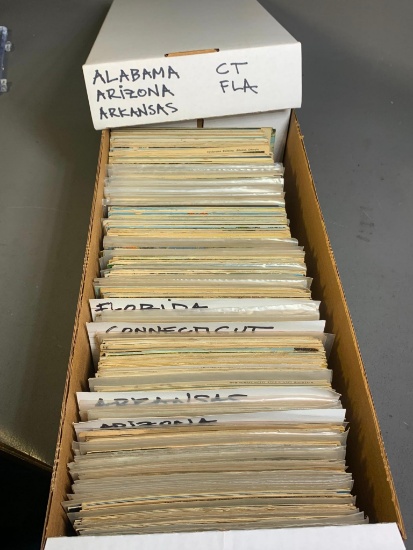 ALABAMA CT
ARIZONA FLA
ARKANSAS
FLORIDA
CONNECTICUT
ARKANSAS
ARIZONA